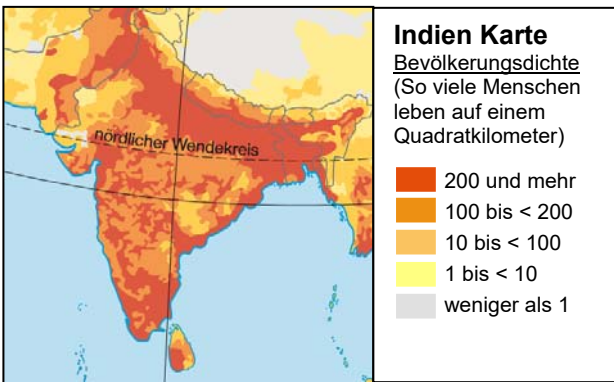 nördlicher Wendekreis
Indien Karte
Bevölkerungsdichte
(So viele Menschen
leben auf einem
Quadratkilometer)
200 und mehr
100 bis < 200
10 bis < 100
1 bis < 10
weniger als 1